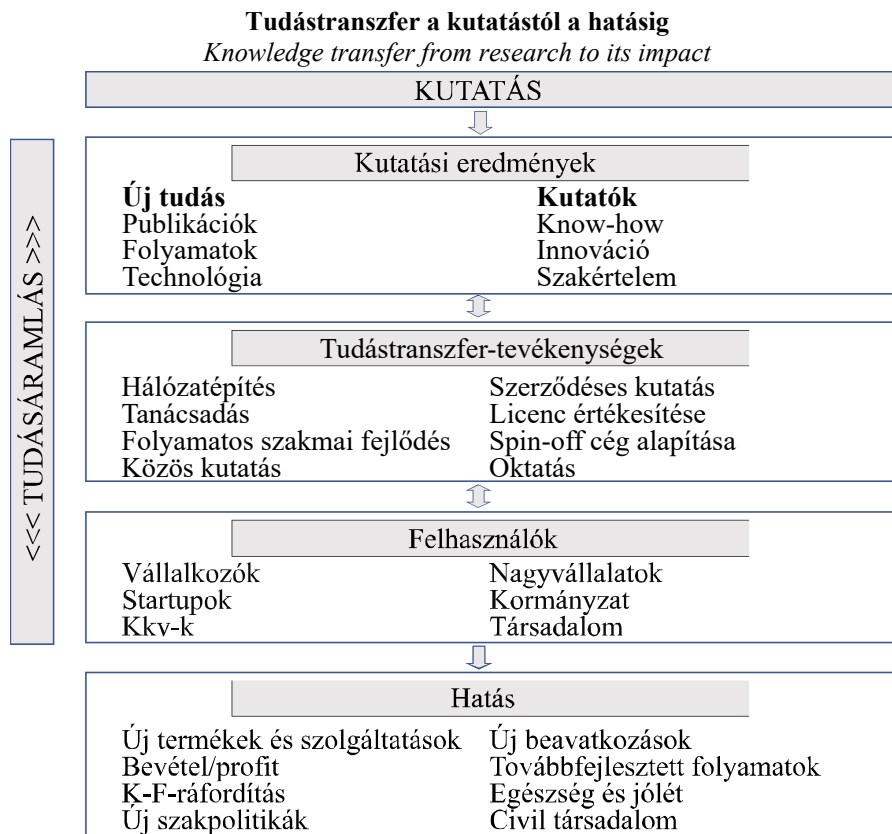 Tudástranszfer a kutatástól a hatásig
Knowledge transfer from research to its impact
KUTATÁS
<<< TUDÁSÁRAMLÁS >>>
Kutatási eredmények
Új tudás
Publikációk
Folyamatok
Technológia
Kutatók
Know-how
Innováció
Szakértelem
Tudástranszfer-tevékenységek
Hálózatépítés
Tanácsadás
Folyamatos szakmai fejlődés
Közös kutatás
Szerződéses kutatás
Licenc értékesítése
Spin-off cég alapítása
Oktatás
Felhasználók
Vállalkozók
Startupok
Kkv-k
Nagyvállalatok
Kormányzat
Társadalom
Hatás
Új termékek és szolgáltatások
Bevétel/profit
K-F-ráfordítás
Új szakpolitikák
Új beavatkozások
Továbbfejlesztett folyamatok
Egészség és jólét
Civil társadalom